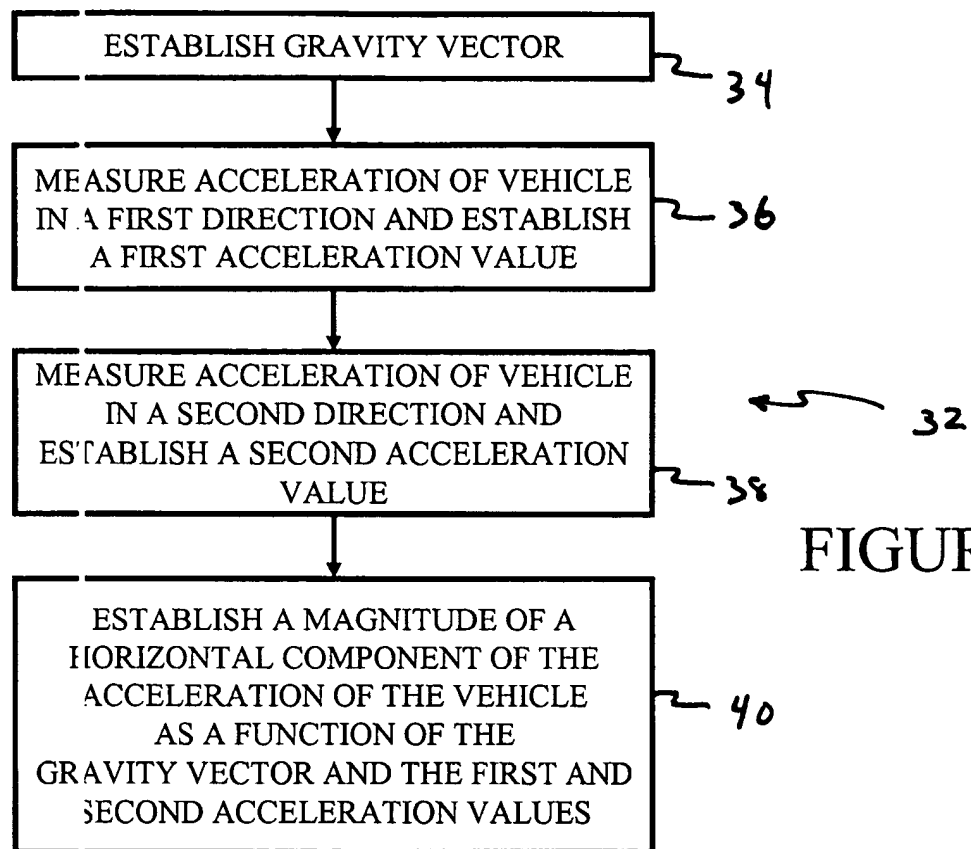 ESTABLISH GRAVITY VECTOR
34
MEASURE ACCELERATION OF VEHICLE
IN A FIRST DIRECTION AND ESTABLISH
A FIRST ACCELERATION VALUE
36
MEASURE ACCELERATION OF VEHICLE
IN A SECOND DIRECTION AND
ESTABLISH A SECOND ACCELERATION
VALUE
38
32
FIGUR
ESTABLISH A MAGNITUDE OF A
HORIZONTAL COMPONENT OF THE
ACCELERATION OF THE VEHICLE
AS A FUNCTION OF THE
GRAVITY VECTOR AND THE FIRST AND
SECOND ACCELERATION VALUES
40